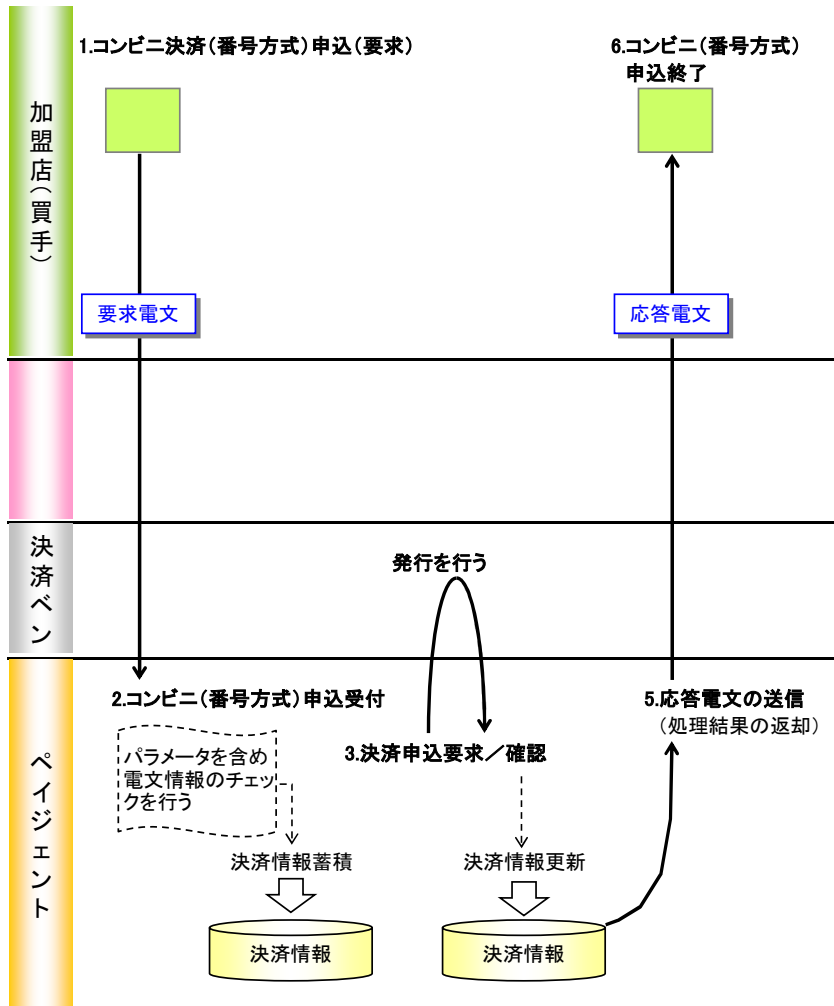 1.コンビニ決済(番号方式)申込(要求)
6.コンビニ(番号方式)
申込終了
加盟店(買手)
要求電文
応答電文
決済ベン
発行を行う
2.コンビニ(番号方式)申込受付
5.応答電文の送信
(処理結果の返却)
パラメータを含め
電文情報のチェッ
クを行う
3.決済申込要求/確認
ペイジェント
決済情報蓄積
決済情報更新
決済情報
決済情報